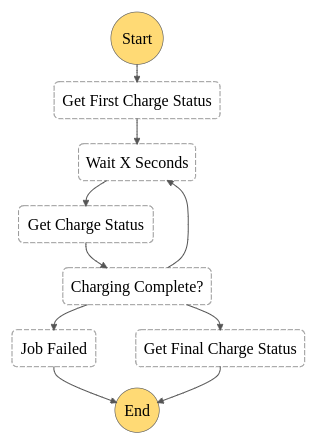 Start
Get First Charge Status
Wait X Seconds
Get Charge Status
Charging Complete?
Job Failed
Get Final Charge Status
End